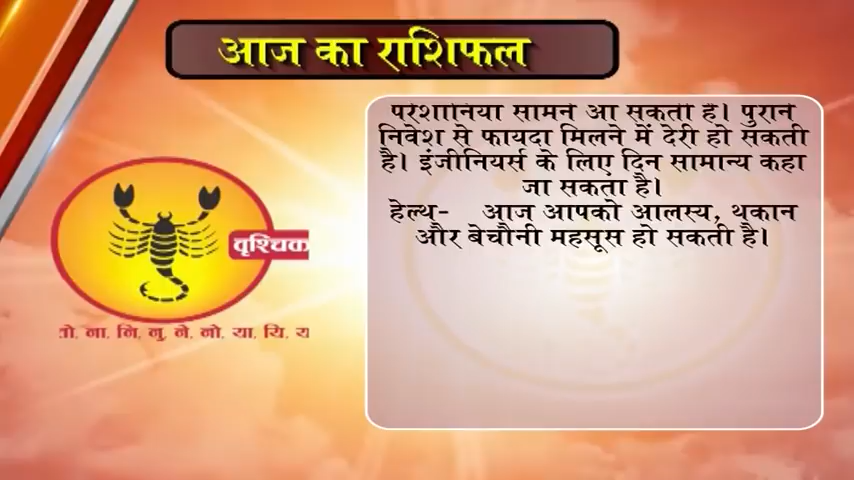 आज का राशिफल
परेशानियां सामने आ सकती हैं। पुराने
निवेश से फायदा मिलने में देरी हो सकती
है। इंजीनियर्स के लिए दिन सामान्य कहा
जा सकता है।
हेल्थ- आज आपको आलस्य, थकान
और बेचौनी महसूस हो सकती है।
वृश्चिक
ना, नि, नु, ने, नो, या, यि,